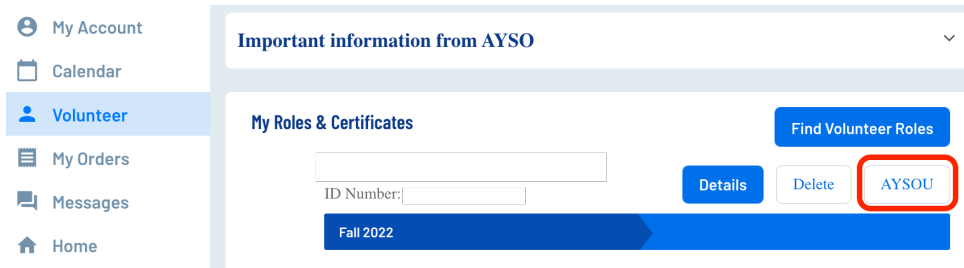 My Account
Calendar
Volunteer
My Orders
Messages
Home
Important information from AYSO
My Roles & Certificates
Find Volunteer Roles
ID Number:
Details
Delete
AYSOU
Fall 2022